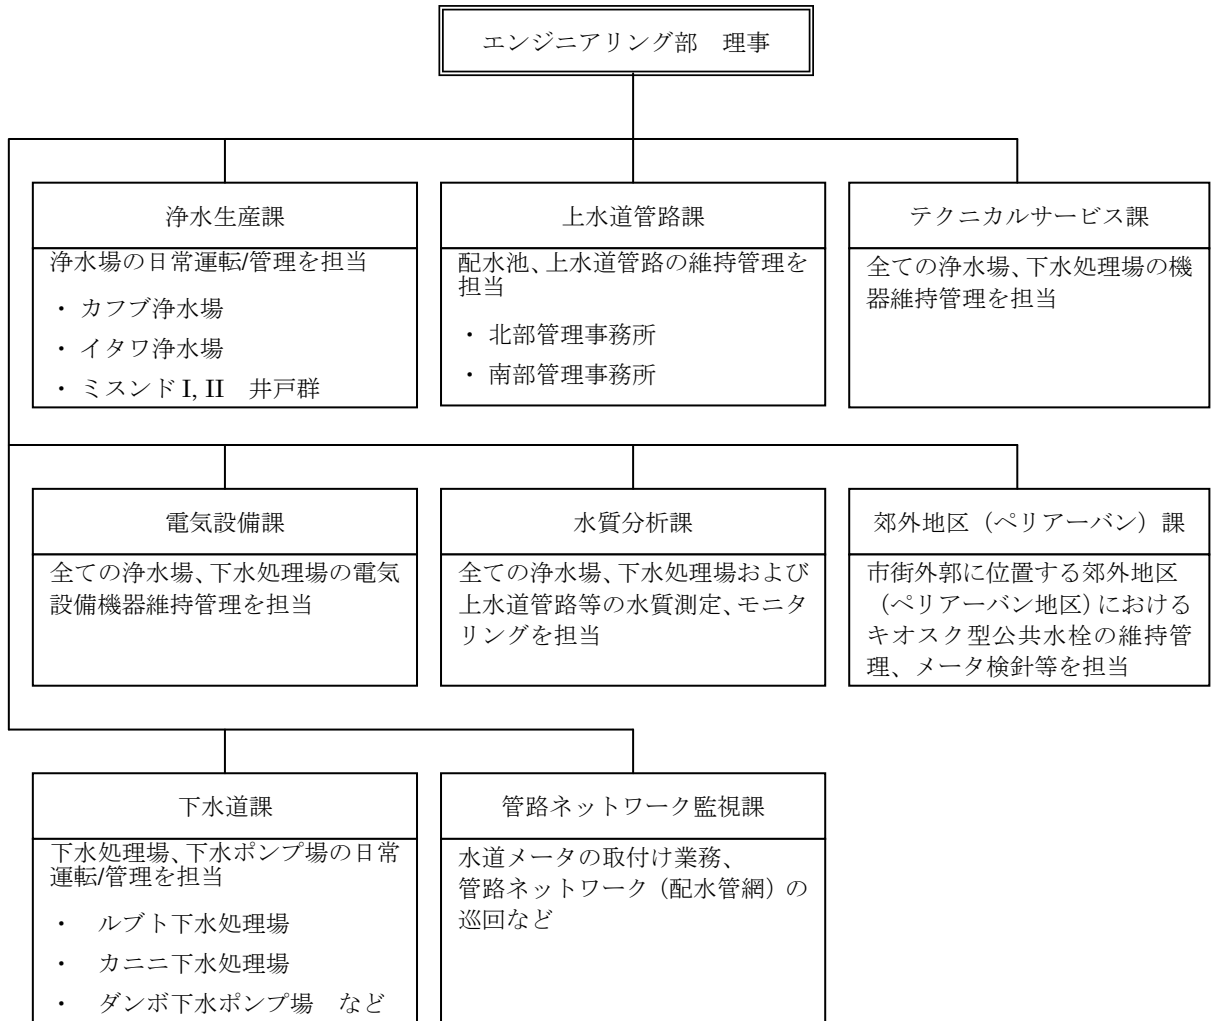 エンジニアリング部　理事
浄水生産課
浄水場の日常運転/管理を担当
・ カフブ浄水場
・ イタワ浄水場
・ ミスンド I, II　井戸群
上水道管路課
配水池、上水道管路の維持管理を
担当
・ 北部管理事務所
・ 南部管理事務所
テクニカルサービス課
全ての浄水場、下水処理場の機
器維持管理を担当
電気設備課
全ての浄水場、下水処理場の電気
設備機器維持管理を担当
水質分析課
全ての浄水場、下水処理場および
上水道管路等の水質測定、モニタ
リングを担当
郊外地区（ペリアーバン）課
市街外郭に位置する郊外地区
（ペリアーバン地区）における
キオスク型公共水栓の維持管
理、メータ検針等を担当
下水道課
下水処理場、下水ポンプ場の日常
運転/管理を担当
・　ルブト下水処理場
・　カニニ下水処理場
・　ダンボ下水ポンプ場　など
管路ネットワーク監視課
水道メータの取付け業務、
管路ネットワーク（配水管網）の
巡回など